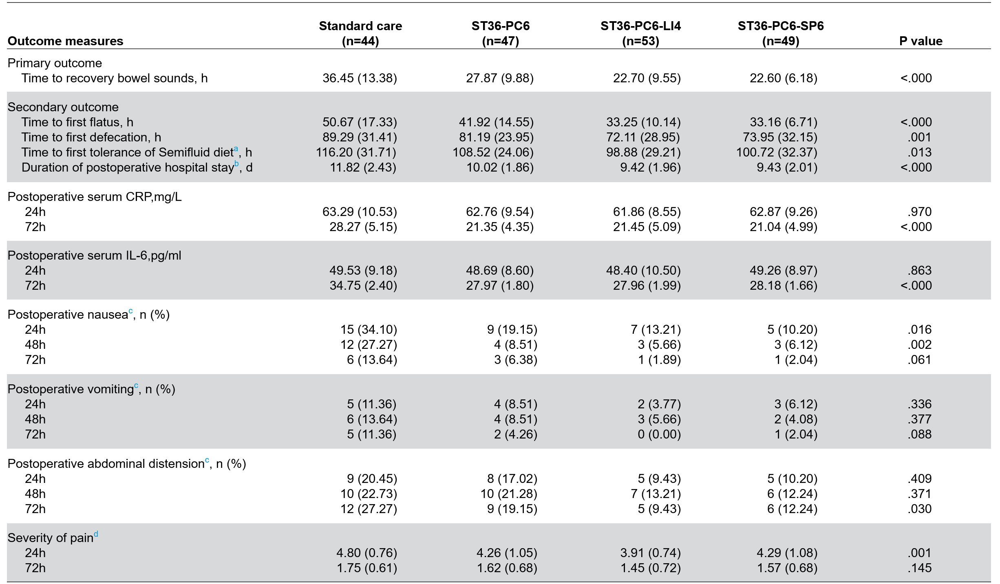 Outcome measures Standard care (n=44) ST36-PC6 (n=47) ST36-PC6-LI4 (n=53) ST36-PC6-SP6 (n=49) P value
Primary outcome
Time to recovery bowel sounds, h 36.45 (13.38) 27.87 (9.88) 22.70 (9.55) 22.60 (6.18) <.000
Secondary outcome
Time to first flatus, h 50.67 (17.33) 41.92 (14.55) 33.25 (10.14) 33.16 (6.71) <.000
Time to first defecation, h 89.29 (31.41) 81.19 (23.95) 72.11 (28.95) 73.95 (32.15) .001
Time to first tolerance of Semifluid dieta, h 116.20 (31.71) 108.52 (24.06) 98.88 (29.21) 100.72 (32.37) .013
Duration of postoperative hospital stayb, d 11.82 (2.43) 10.02 (1.86) 9.42 (1.96) 9.43 (2.01) <.000
Postoperative serum CRP,mg/L
24h 63.29 (10.53) 62.76 (9.54) 61.86 (8.55) 62.87 (9.26) .970
72h 28.27 (5.15) 21.35 (4.35) 21.45 (5.09) 21.04 (4.99) <.000
Postoperative serum IL-6,pg/ml
24h 49.53 (9.18) 48.69 (8.60) 48.40 (10.50) 49.26 (8.97) .863
72h 34.75 (2.40) 27.97 (1.80) 27.96 (1.99) 28.18 (1.66) <.000
Postoperative nauseac, n (%)
24h 15 (34.10) 9 (19.15) 7 (13.21) 5 (10.20) .016
48h 12 (27.27) 4 (8.51) 3 (5.66) 3 (6.12) .002
72h 6 (13.64) 3 (6.38) 1 (1.89) 1 (2.04) .061
Postoperative vomitingc, n (%)
24h 5 (11.36) 4 (8.51) 2 (3.77) 3 (6.12) .336
48h 6 (13.64) 4 (8.51) 3 (5.66) 2 (4.08) .377
72h 5 (11.36) 2 (4.26) 0 (0.00) 1 (2.04) .088
Postoperative abdominal distensionc, n (%)
24h 9 (20.45) 8 (17.02) 5 (9.43) 5 (10.20) .409
48h 10 (22.73) 10 (21.28) 7 (13.21) 6 (12.24) .371
72h 12 (27.27) 9 (19.15) 5 (9.43) 6 (12.24) .030
Severity of paind
24h 4.80 (0.76) 4.26 (1.05) 3.91 (0.74) 4.29 (1.08) .001
72h 1.75 (0.61) 1.62 (0.68) 1.45 (0.72) 1.57 (0.68) .145